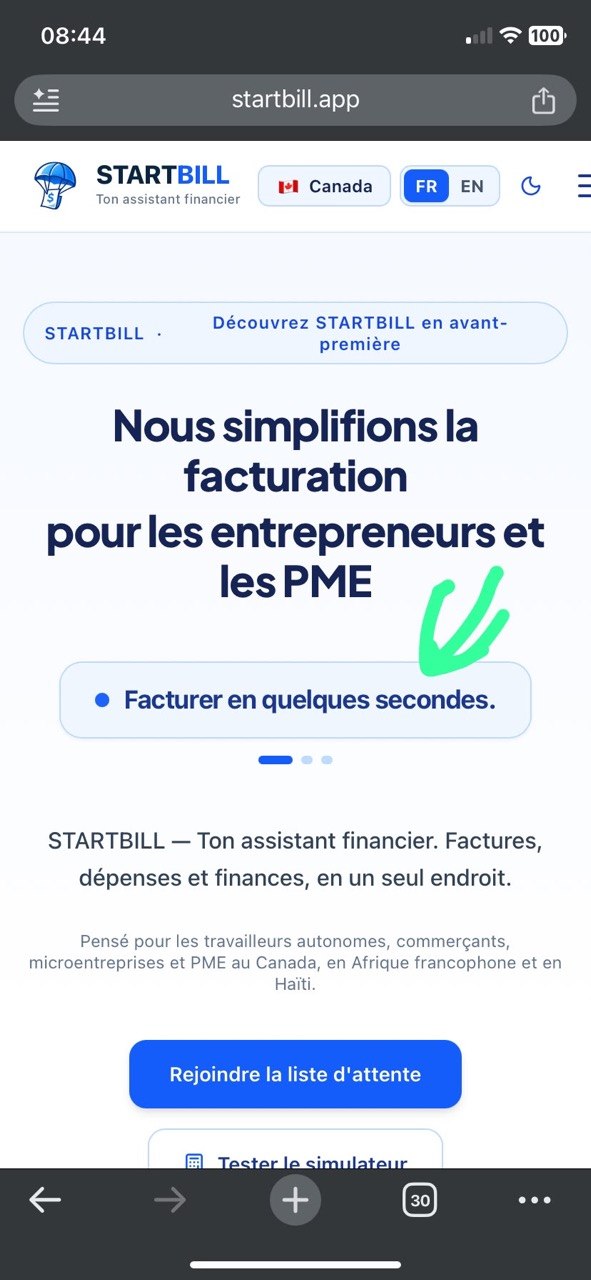 08:44
100
startbill.app
STARTBILL
Ton assistant financier
Canada
FR EN
STARTBILL · Découvrez STARTBILL en avant-
première
Nous simplifions la
facturation
pour les entrepreneurs et
les PME
Facturer en quelques secondes.
STARTBILL — Ton assistant financier. Factures,
dépenses et finances, en un seul endroit.
Pensé pour les travailleurs autonomes, commerçants,
microentreprises et PME au Canada, en Afrique francophone et en
Haïti.
Rejoindre la liste d'attente
Tester le simulateur
30